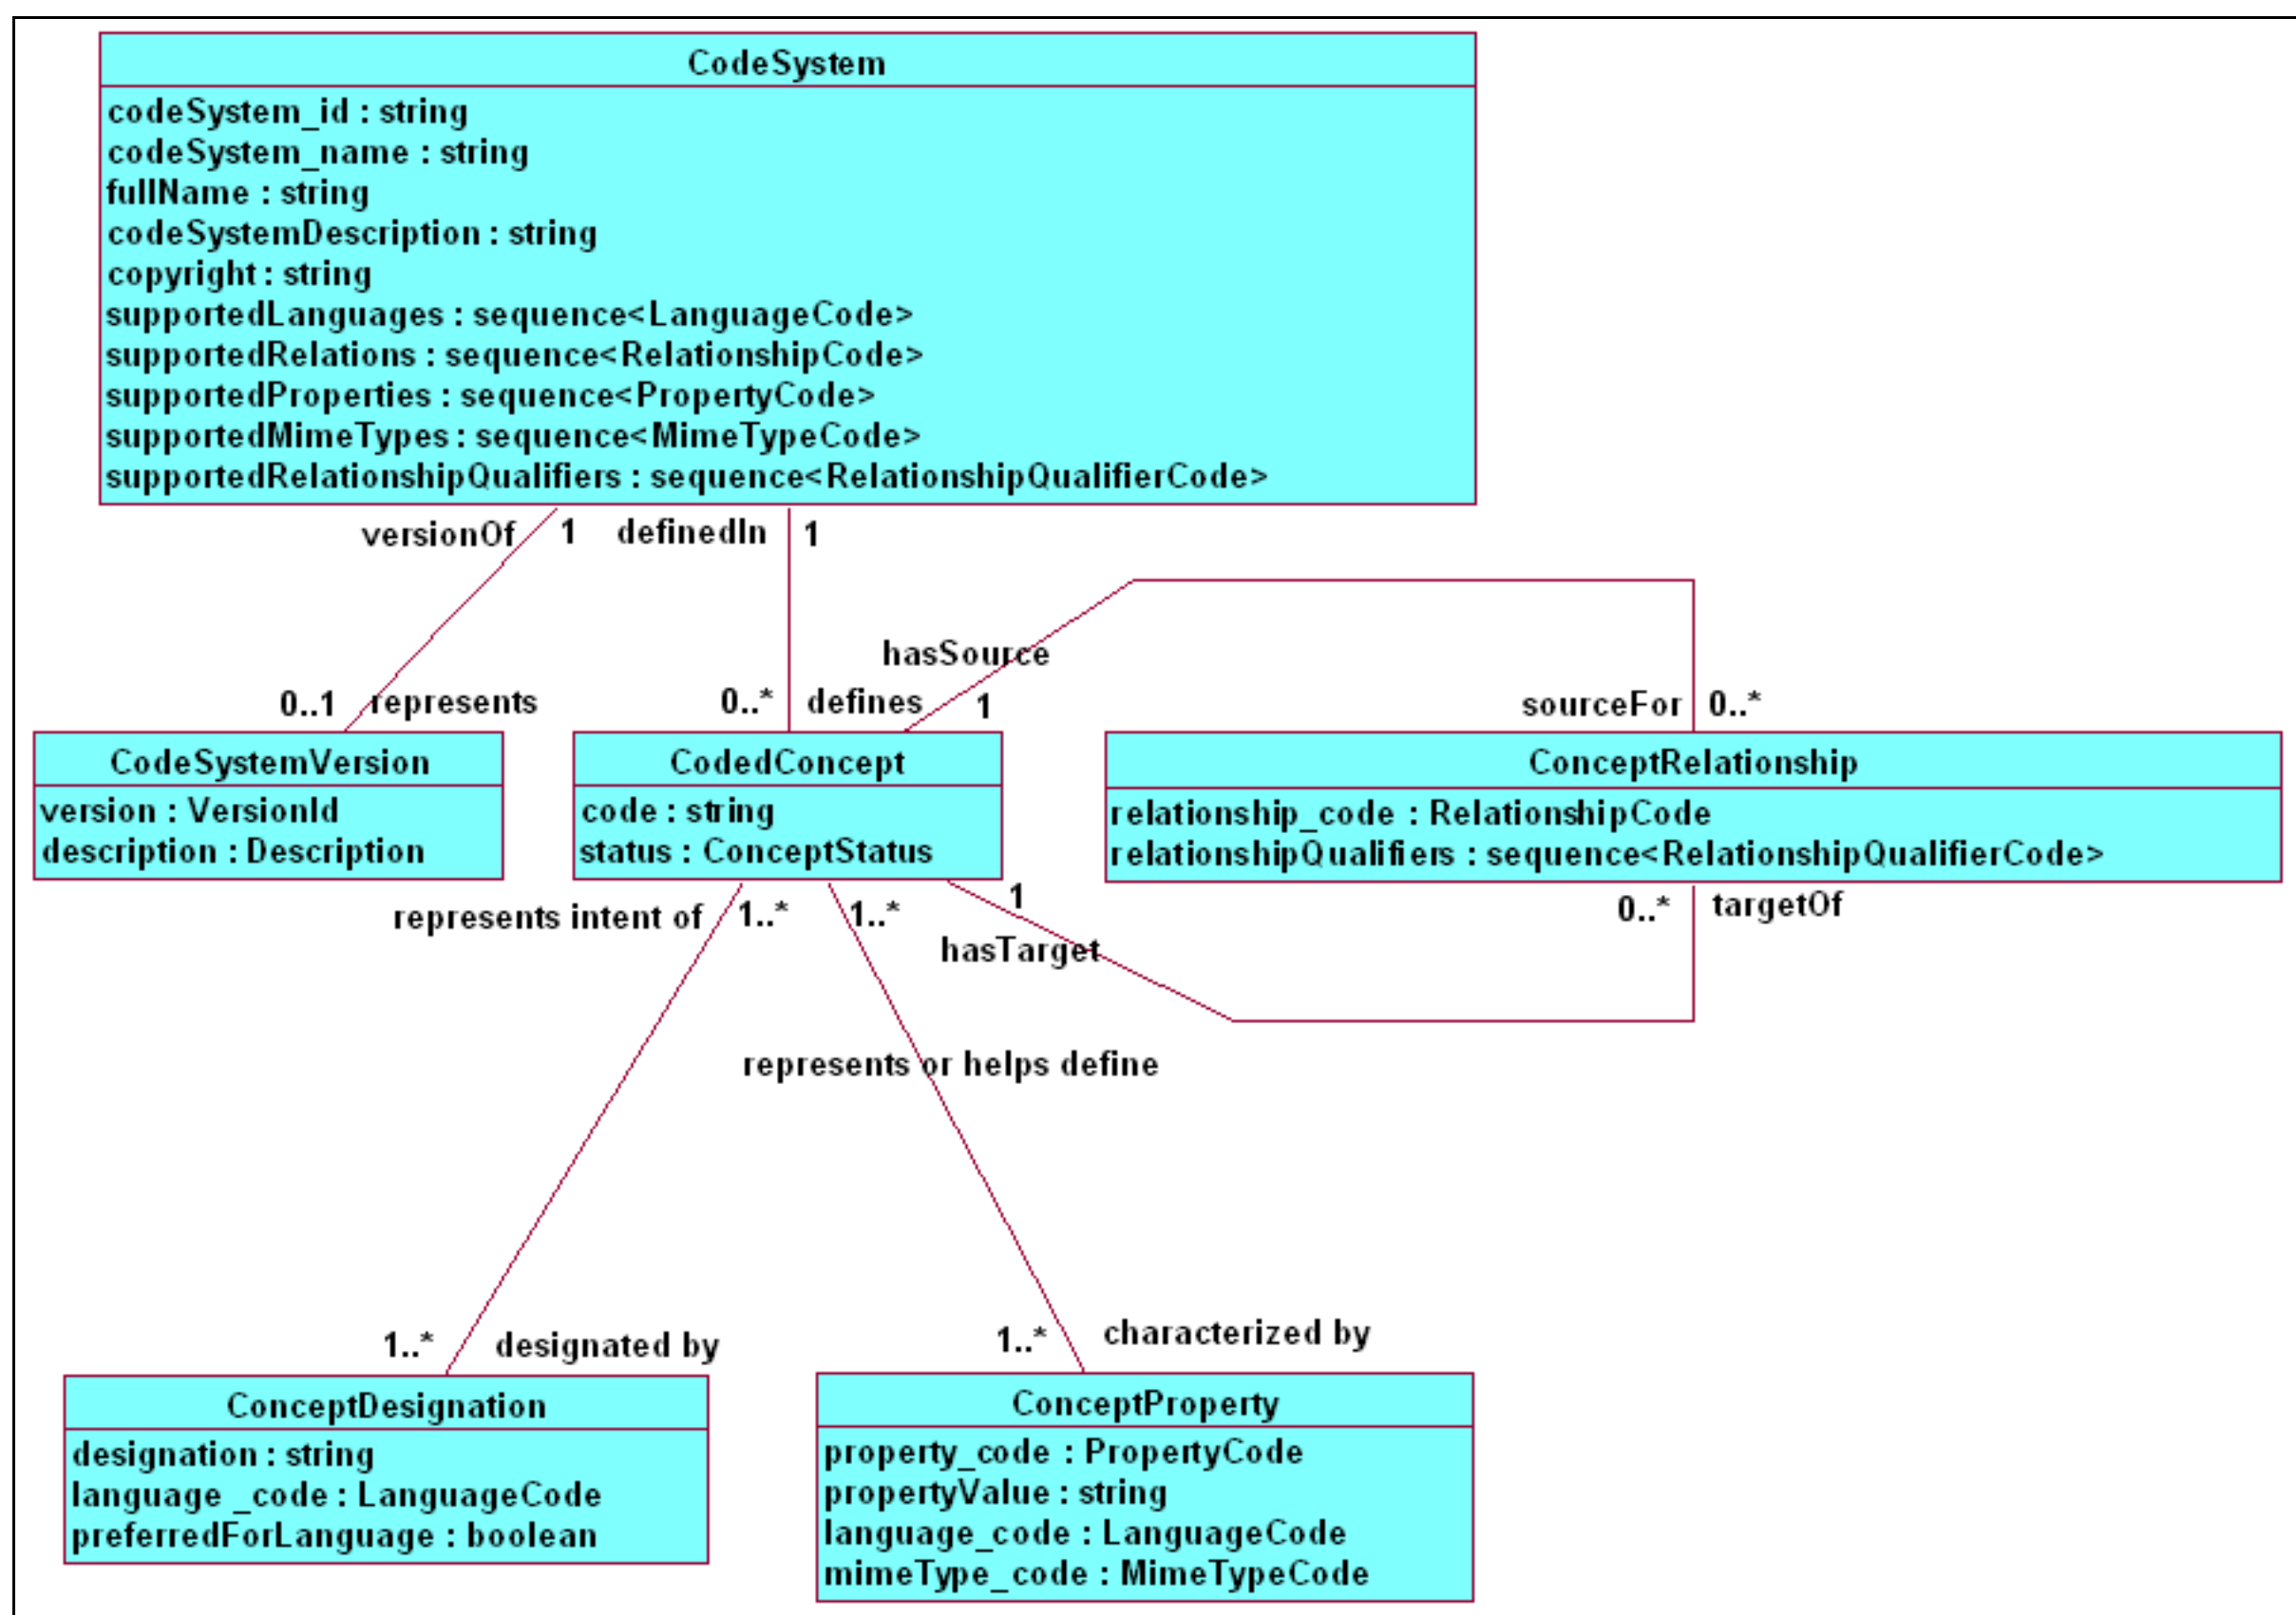 CodeSystem
codeSystem_id : string
codeSystem_name : string
fullName : string
codeSystemDescription : string
copyright : string
supportedLanguages : sequence<LanguageCode>
supportedRelations : sequence<RelationshipCode>
supportedProperties : sequence<PropertyCode>
supportedMimeTypes : sequence<MimeTypeCode>
supportedRelationshipQualifiers : sequence<RelationshipQualifierCode>
versionOf 1 definedIn 1
hasSource
0..1 represents 0..* defines 1 sourceFor 0..*
CodeSystemVersion
version : VersionId
description : Description
CodedConcept
code : string
status : ConceptStatus
ConceptRelationship
relationship_code : RelationshipCode
relationshipQualifiers : sequence<RelationshipQualifierCode>
represents intent of 1..* 1..* 1 0..* targetOf
hasTarget
represents or helps define
1..* designated by 1..* characterized by
ConceptDesignation
designation : string
language _code : LanguageCode
preferredForLanguage : boolean
ConceptProperty
property_code : PropertyCode
propertyValue : string
language_code : LanguageCode
mimeType_code : MimeTypeCode